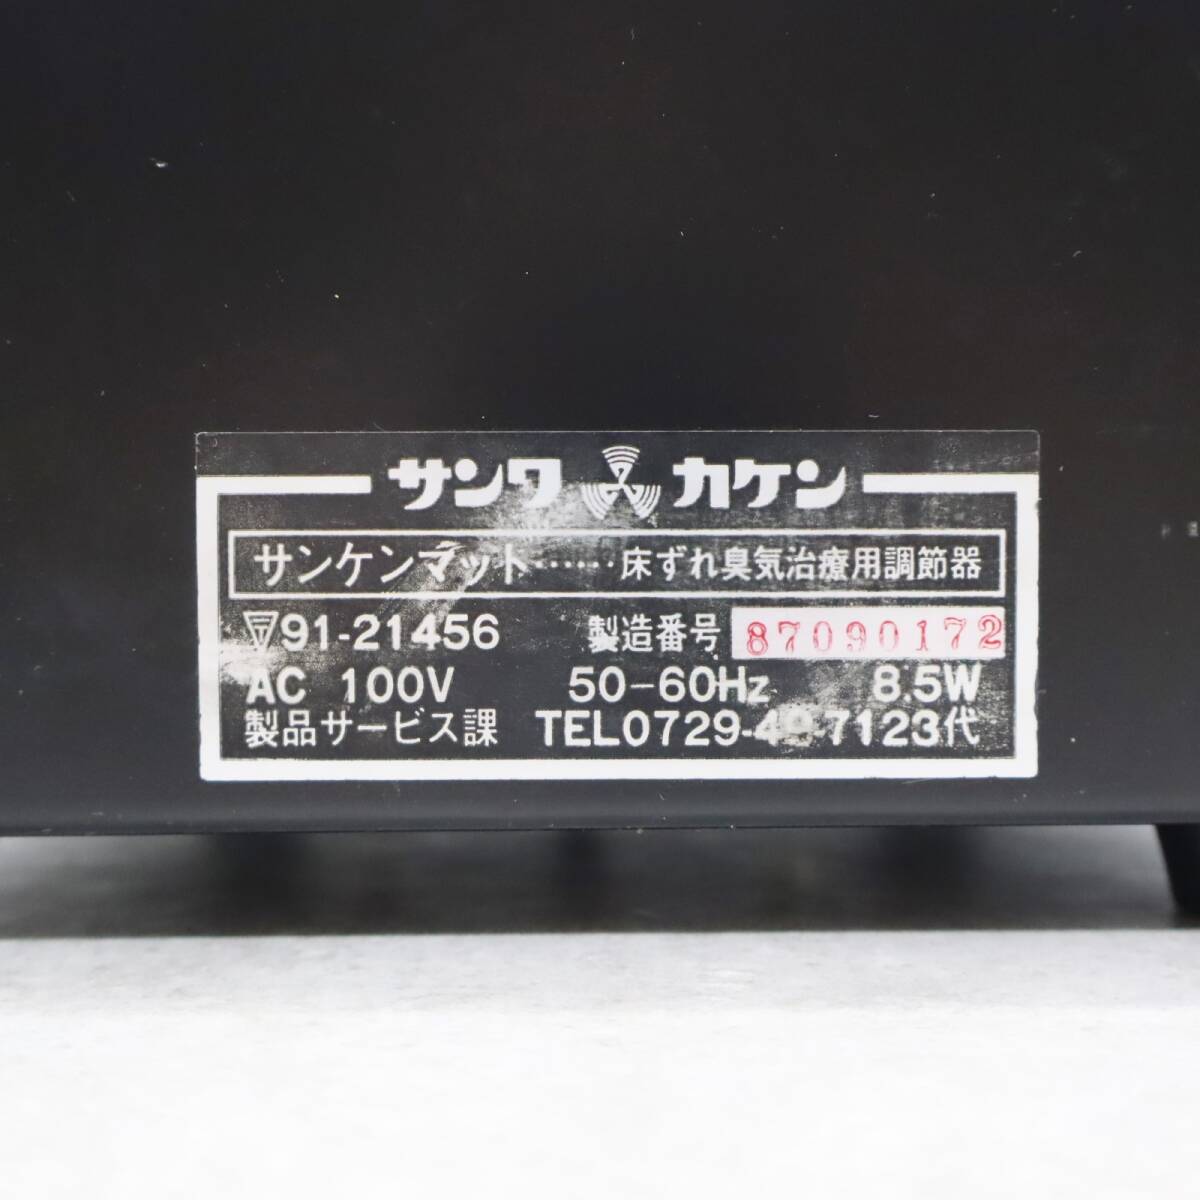 サンワ カケン
サンケンマット……床ずれ臭気治療用調節器
▽91-21456 製造番号 87090172
AC 100V 50-60Hz 8.5W
製品サービス課 TEL0729-49-7123代